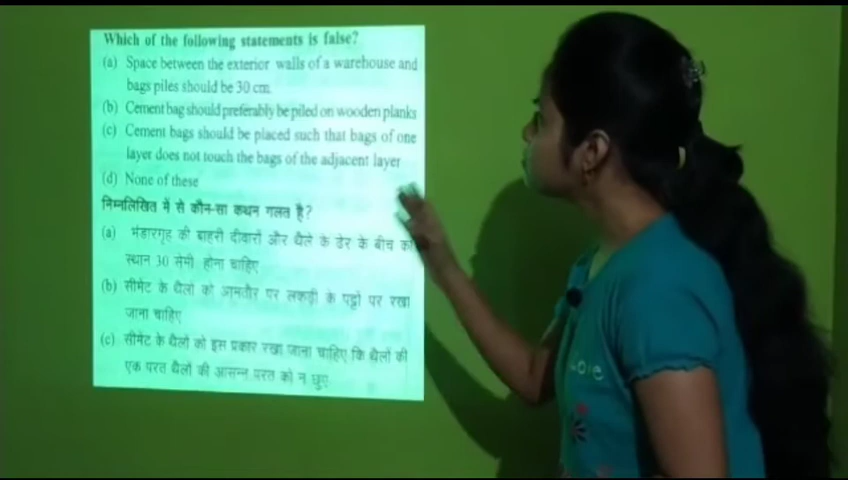 Which of the following statements is false?
(a) Space between the exterior walls of a warehouse and
bags piles should be 30 cm.
(b) Cement bag should preferably be piled on wooden planks
(c) Cement bags should be placed such that bags of one
layer does not touch the bags of the adjacent layer
(d) None of these
निम्नलिखित में से कौन-सा कथन गलत है?
(a) भंडारगृह की बाहरी दीवारों और थैले के ढेर के बीच का
स्थान 30 सेमी होना चाहिए
(b) सीमेंट के थैलों को आमतौर पर लकड़ी के पट्टों पर रखा
जाना चाहिए
(c) सीमेंट के थैलों को इस प्रकार रखा जाना चाहिए कि थैलों की
एक परत थैलों की आसन्न परत को न छुए